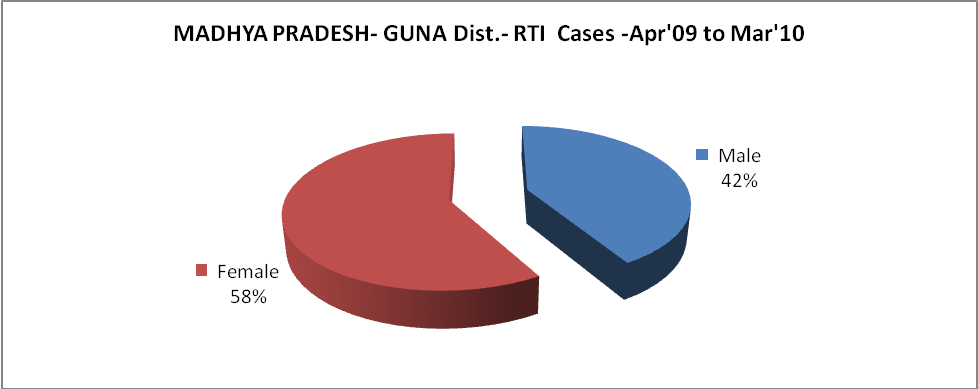 MADHYA PRADESH- GUNA Dist.- RTI  Cases -Apr'09 to Mar'10
Male
42%
Female
58%